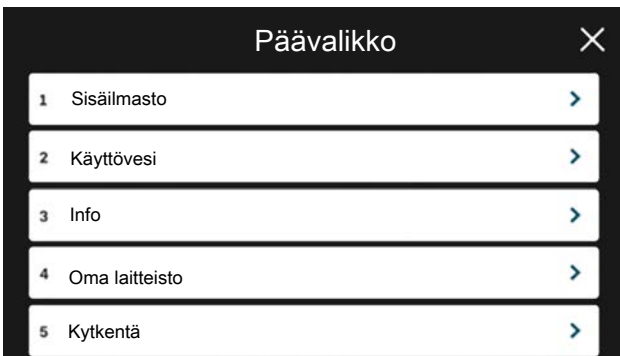 Päävalikko
1 Sisäilmasto
2 Käyttövesi
3 Info
4 Oma laitteisto
5 Kytkentä